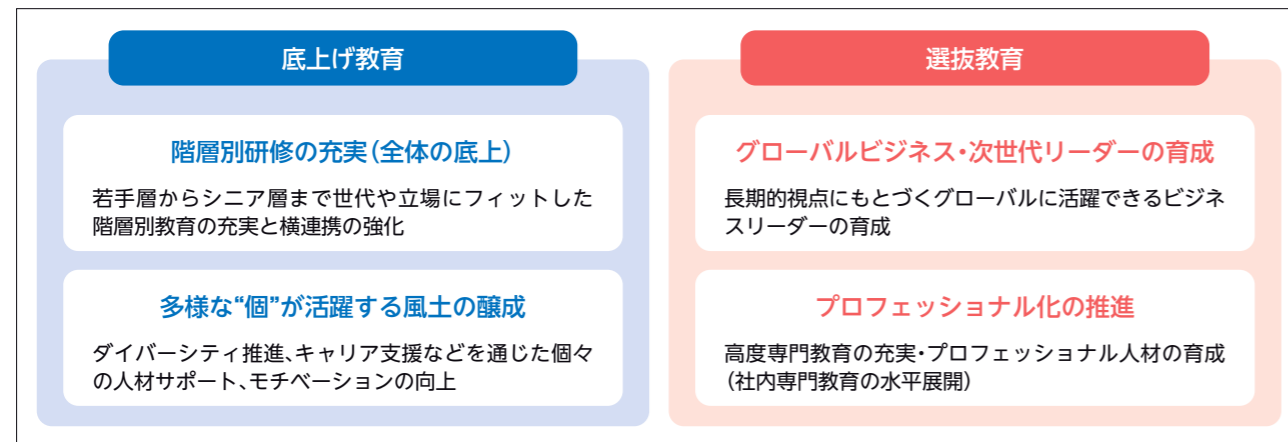 底上げ教育
階層別研修の充実(全体の底上)
若手層からシニア層まで世代や立場にフィットした
階層別教育の充実と横連携の強化
多様な“個”が活躍する風土の醸成
ダイバーシティ推進、キャリア支援などを通じた個々
の人材サポート、モチベーションの向上
選抜教育
グローバルビジネス・次世代リーダーの育成
長期的視点にもとづくグローバルに活躍できるビジネ
スリーダーの育成
プロフェッショナル化の推進
高度専門教育の充実・プロフェッショナル人材の育成
(社内専門教育の水平展開)